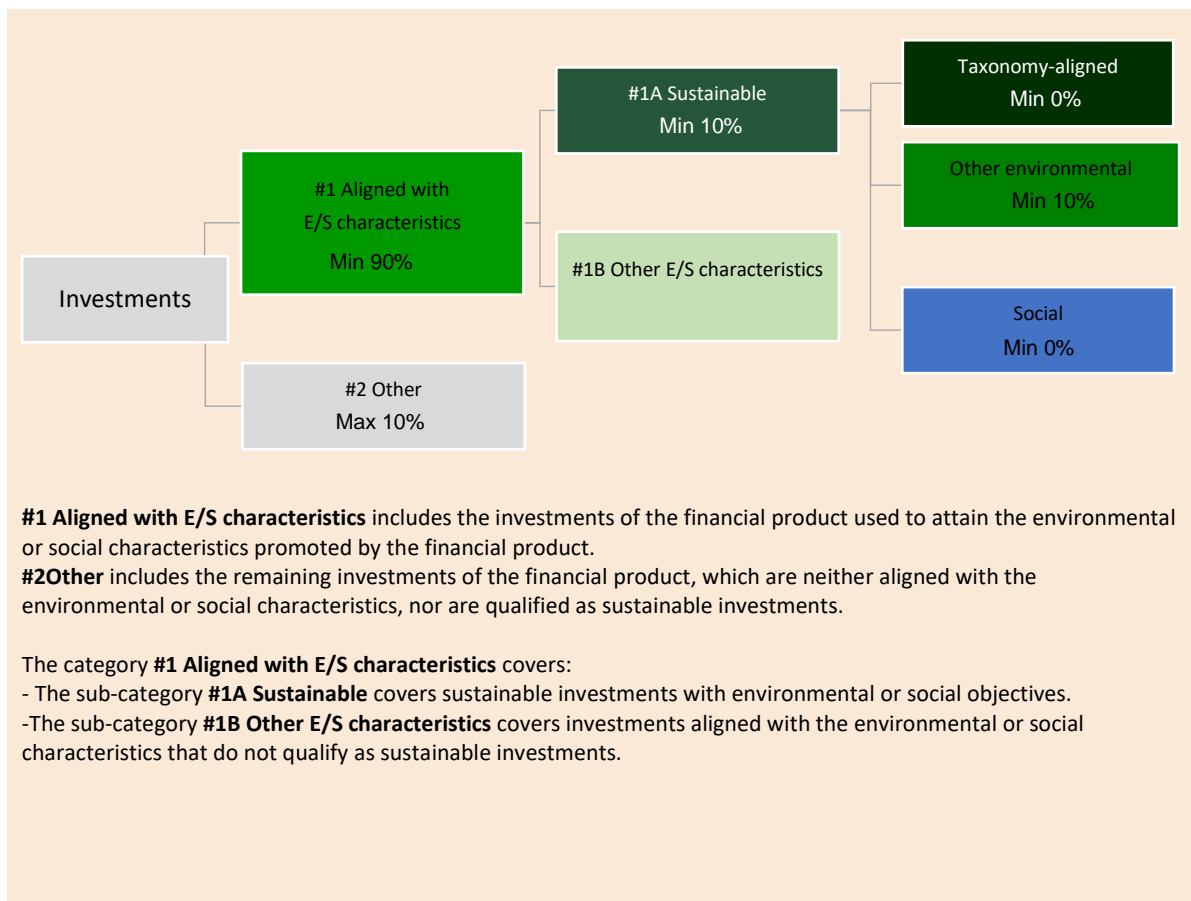 Investments
#1 Aligned with
E/S characteristics
Min 90%
#2 Other
Max 10%
#1A Sustainable
Min 10%
#1B Other E/S characteristics
Taxonomy-aligned
Min 0%
Other environmental
Min 10%
Social
Min 0%
#1 Aligned with E/S characteristics includes the investments of the financial product used to attain the environmental
or social characteristics promoted by the financial product.
#2Other includes the remaining investments of the financial product, which are neither aligned with the
environmental or social characteristics, nor are qualified as sustainable investments.
The category #1 Aligned with E/S characteristics covers:
- The sub-category #1A Sustainable covers sustainable investments with environmental or social objectives.
-The sub-category #1B Other E/S characteristics covers investments aligned with the environmental or social
characteristics that do not qualify as sustainable investments.